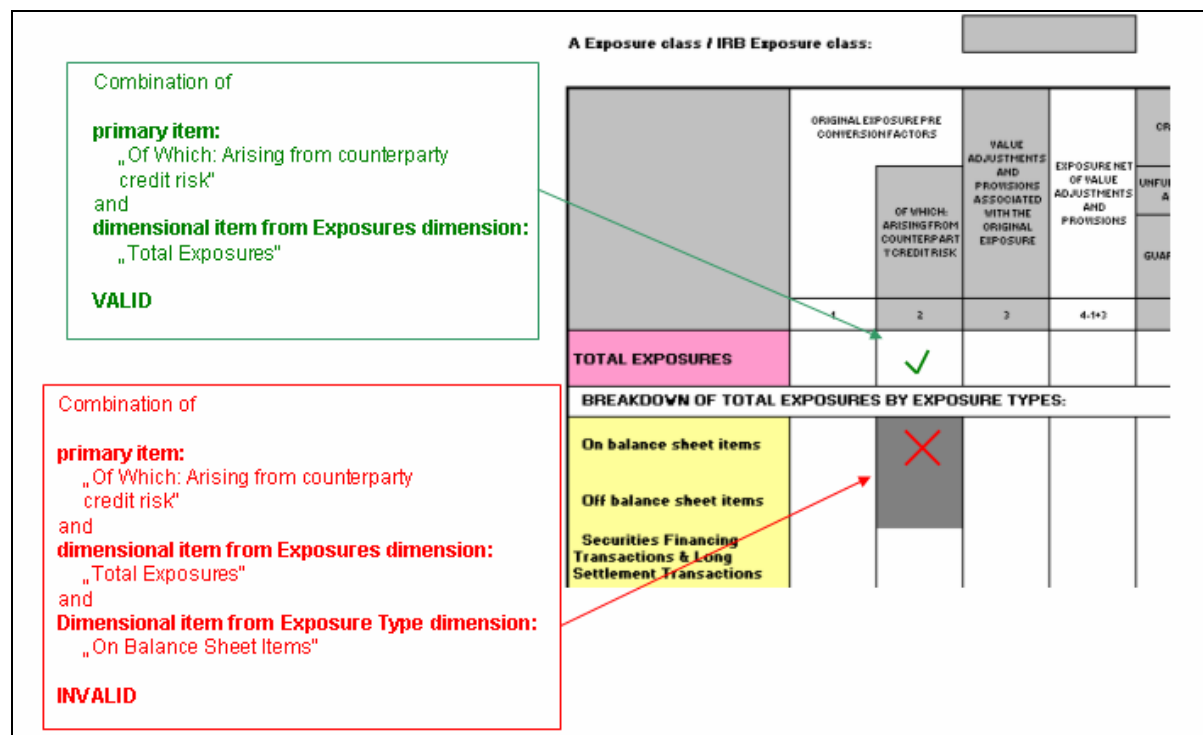 A Exposure class / IRB Exposure class:
Combination of
primary item:
„Of Which: Arising from counterparty
credit risk"
and
dimensional item from Exposures dimension:
„Total Exposures"
VALID
Combination of
primary item:
„Of Which: Arising from counterparty
credit risk"
and
dimensional item from Exposures dimension:
„Total Exposures"
and
Dimensional item from Exposure Type dimension:
„On Balance Sheet Items"
INVALID
ORIGINAL EXPOSURE PRE
CONVERSION FACTORS
OF WHICH:
ARISING FROM
COUNTERPART
Y CREDIT RISK
VALUE
ADJUSTMENTS
AND
PROVISIONS
ASSOCIATED
WITH THE
ORIGINAL
EXPOSURE
EXPOSURE NET
OF VALUE
ADJUSTMENTS
AND
PROVISIONS
CR
UNFU
A
GUAR
1 2 3 4=1+3
TOTAL EXPOSURES
BREAKDOWN OF TOTAL EXPOSURES BY EXPOSURE TYPES:
On balance sheet items
Off balance sheet items
Securities Financing
Transactions & Long
Settlement Transactions